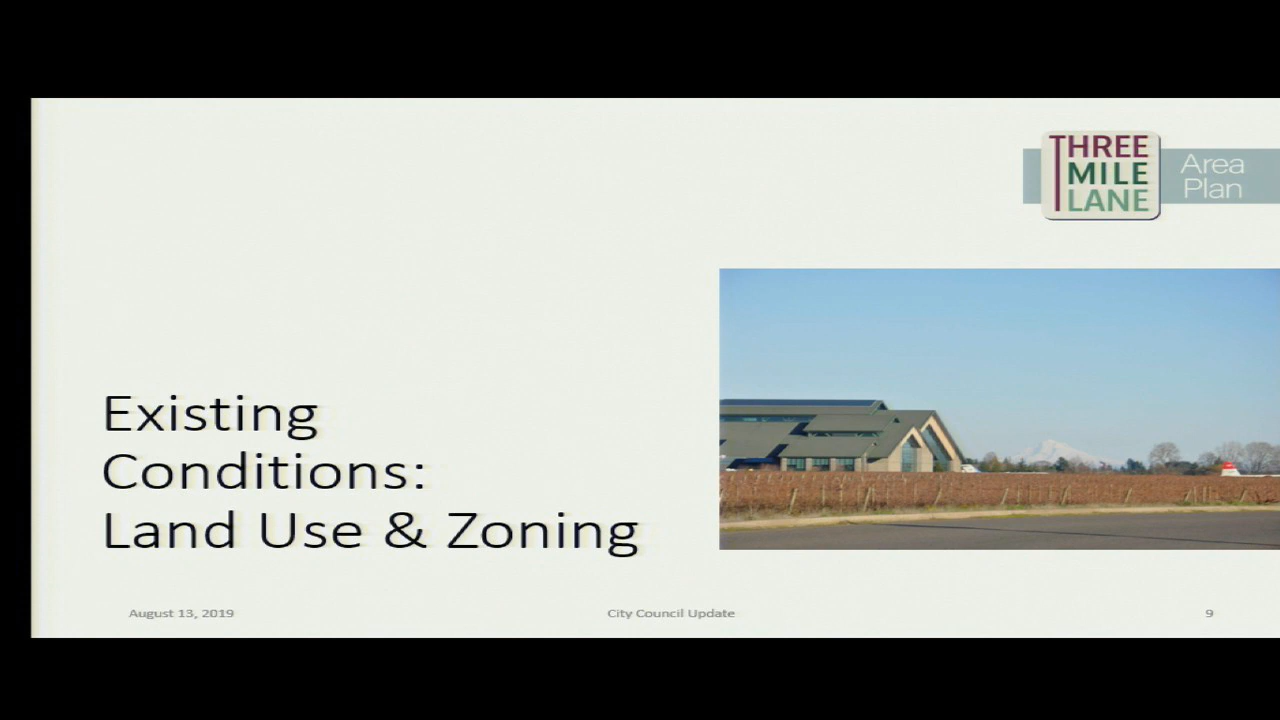 THREE
MILE
LANE
Area
Plan
Existing
Conditions:
Land Use & Zoning
August 13, 2019
City Council Update
9